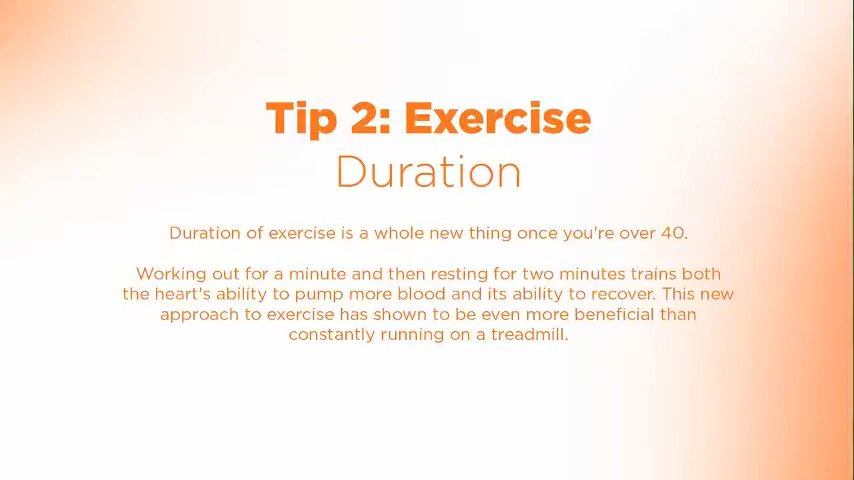 Tip 2: Exercise
Duration
Duration of exercise is a whole new thing once you're over 40.
Working out for a minute and then resting for two minutes trains both
the heart's ability to pump more blood and its ability to recover. This new
approach to exercise has shown to be even more beneficial than
constantly running on a treadmill.